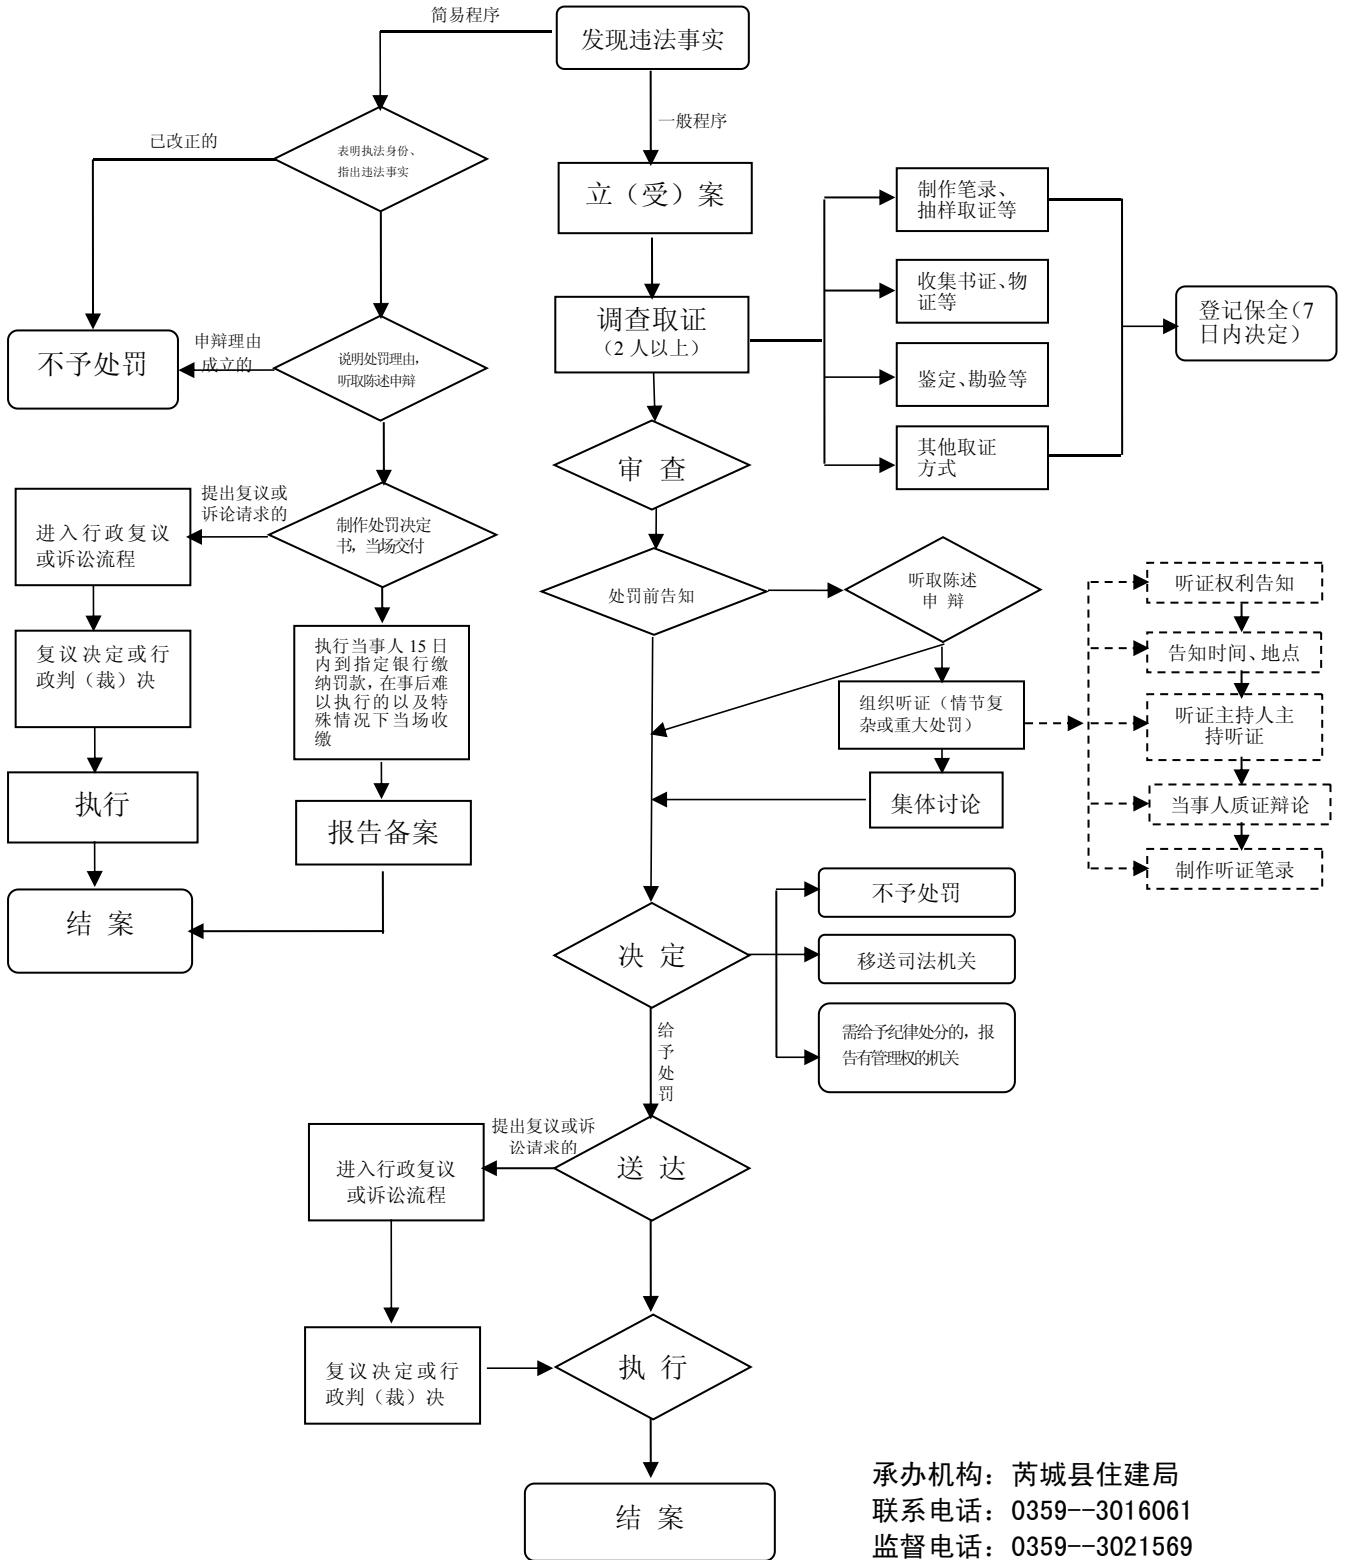 简易程序
发现违法事实
一般程序
已改正的
表明执法身份、
指出违法事实
立（受）案
制作笔录、
抽样取证等
收集书证、物
证等
调查取证
（2 人以上）
登记保全（7
日内决定）
鉴定、勘验等
其他取证
方式
不予处罚
申辩理由
成立的
说明处罚理由，
听取陈述申辩
审 查
提出复议或
诉论请求的
进入行政复议
或诉讼流程
制作处罚决定
书，当场交付
处罚前告知
听取陈述
申 辩
听证权利告知
告知时间、地点
听证主持人主
持听证
当事人质证辩论
制作听证笔录
复议决定或行
政判（裁）决
执行当事人 15 日
内到指定银行缴
纳罚款，在事后难
以执行的以及特
殊情况下当场收
缴
组织听证（情节复
杂或重大处罚）
集体讨论
执行
报告备案
结 案
决 定
不予处罚
移送司法机关
需给予纪律处分的，报
告有管理权的机关
给
予
处
罚
提出复议或诉
讼请求的
进入行政复议
或诉讼流程
送 达
复议决定或行
政判（裁）决
执 行
结 案
承办机构：芮城县住建局
联系电话：0359--3016061
监督电话：0359--3021569